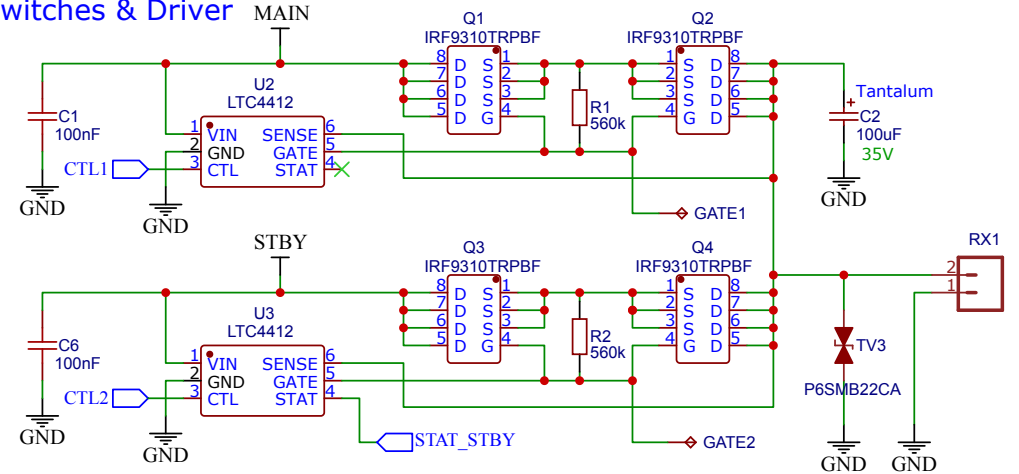 witches & Driver
MAIN
Q1
IRF9310TRPBF
Q2
IRF9310TRPBF
8 D S 1
7 D S 2
6 D S 3
5 D G 4
1 S D 8
2 S D 7
3 S D 6
4 G D 5
R1
560k
+ Tantalum
C2
100uF
35V
GND
C1
100nF
GND
U2
LTC4412
1 VIN SENSE 6
2 GND GATE 5
3 CTL STAT 4
CTL1
GND
GATE1
STBY
Q3
IRF9310TRPBF
Q4
IRF9310TRPBF
8 D S 1
7 D S 2
6 D S 3
5 D G 4
1 S D 8
2 S D 7
3 S D 6
4 G D 5
R2
560k
RX1
2
1
C6
100nF
GND
U3
LTC4412
1 VIN SENSE 6
2 GND GATE 5
3 CTL STAT 4
CTL2
GND
STAT_STBY
GATE2
TV3
P6SMB22CA
GND
GND